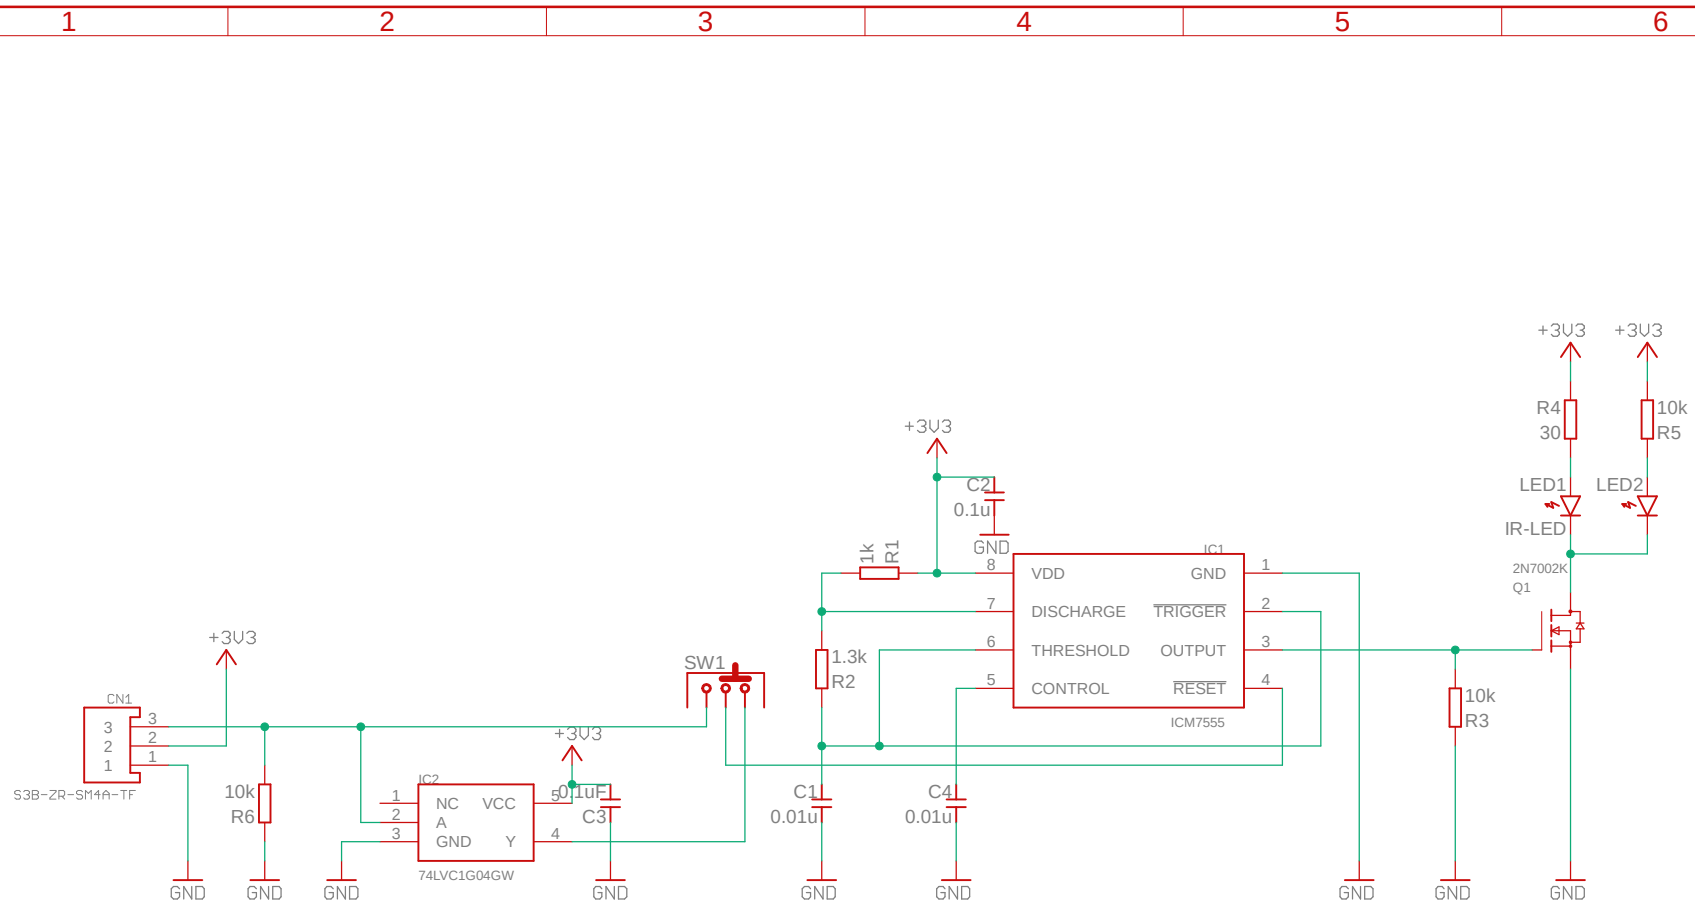 1 2 3 4 5 6
+3V3 +3V3
R4
30
10k
R5
+3V3
LED1 LED2
C2
0.1u
IR-LED
GND
1k
R1
IC1
2N7002K
Q1
8 VDD GND 1
7 DISCHARGE TRIGGER 2
6 THRESHOLD OUTPUT 3
5 CONTROL RESET 4
ICM7555
+3V3
SW1
1.3k
R2
10k
R3
CN1
3 3
2 2
1 1
S3B-ZR-SM4A-TF
+3V3
IC2
10k
R6
1 NC VCC 5
2 A
3 GND Y 4
74LVC1G04GW
0.1uF
C3
C1
0.01u
C4
0.01u
GND GND GND GND GND GND GND GND GND